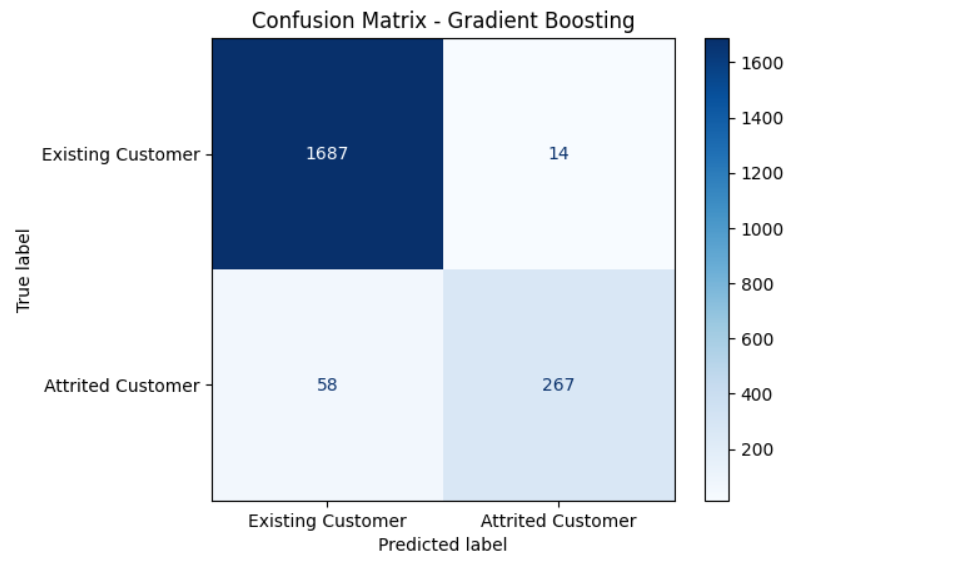 Confusion Matrix - Gradient Boosting
True label
Existing Customer
Attrited Customer
1687
14
58
267
Existing Customer
Attrited Customer
Predicted label
1600
1400
1200
1000
800
600
400
200